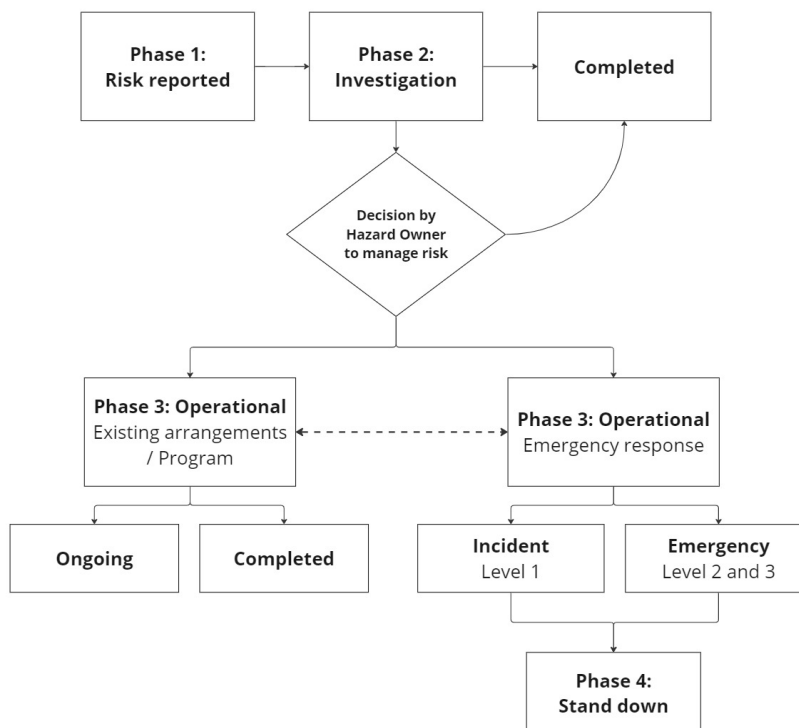 Phase 1:
Risk reported
Phase 2:
Investigation
Completed
Decision by
Hazard Owner
to manage risk
Phase 3: Operational
Existing arrangements
/ Program
Phase 3: Operational
Emergency response
Ongoing
Completed
Incident
Level 1
Emergency
Level 2 and 3
Phase 4:
Stand down